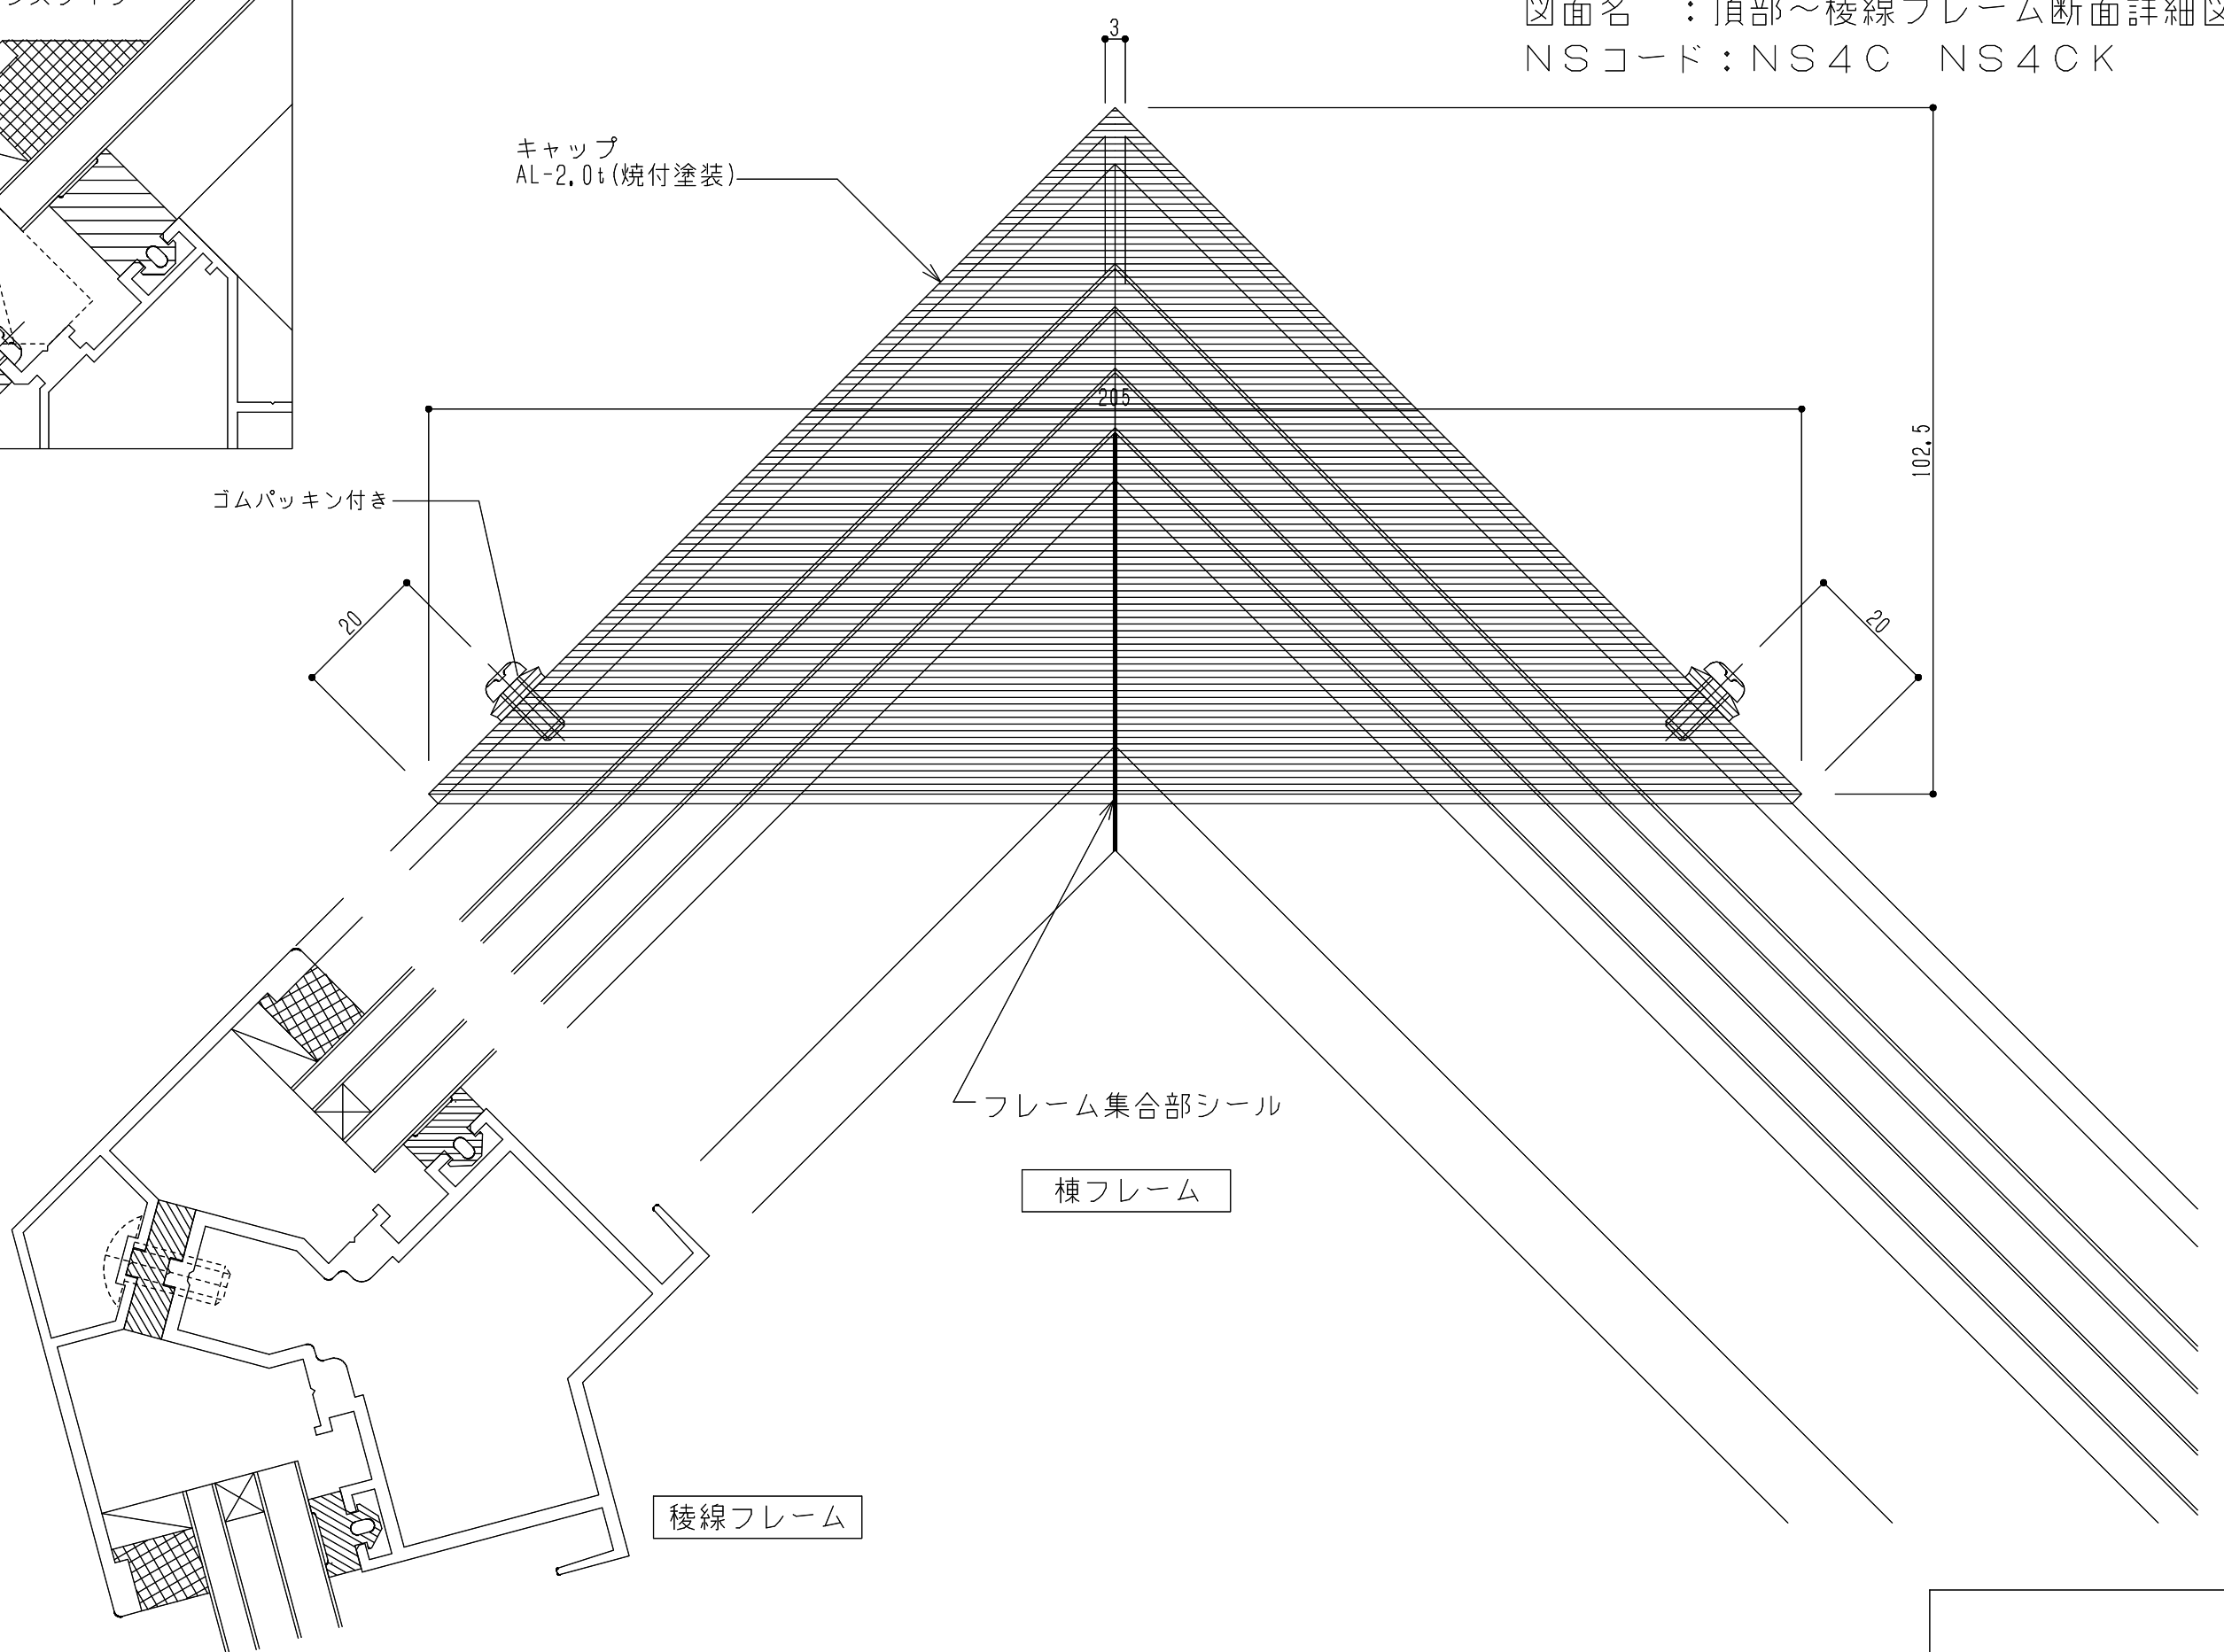 図面名　：頂部～稜線フレーム断面詳細図
NSコード：NS4C　NS4CK
3
キャップ
AL-2.0t(焼付塗装)
205
102.5
ゴムパッキン付き
20
20
フレーム集合部シール
棟フレーム
稜線フレーム